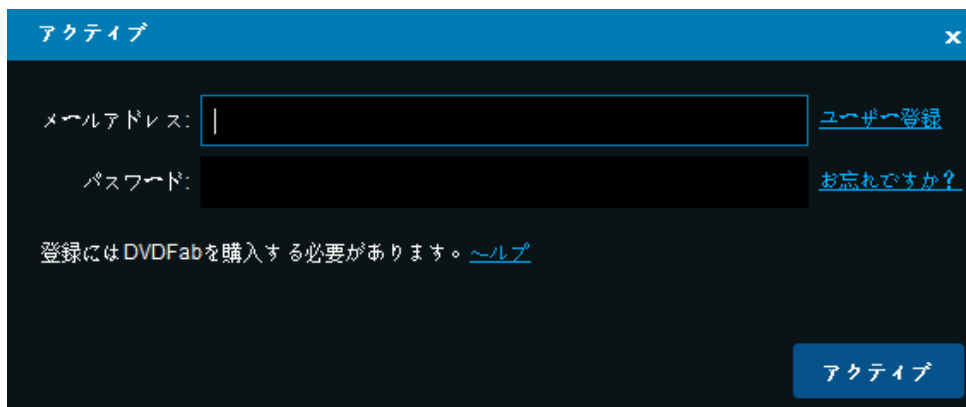 アクティブ
x
メールアドレス:
ユーザー登録
パスワード:
お忘れですか?
登録にはDVDFabを購入する必要があります。ヘルプ
アクティブ